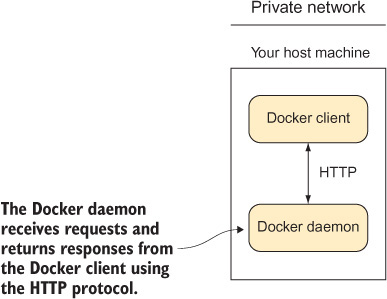 Private network
Your host machine
Docker client
HTTP
Docker daemon
The Docker daemon
receives requests and
returns responses from
the Docker client using
the HTTP protocol.